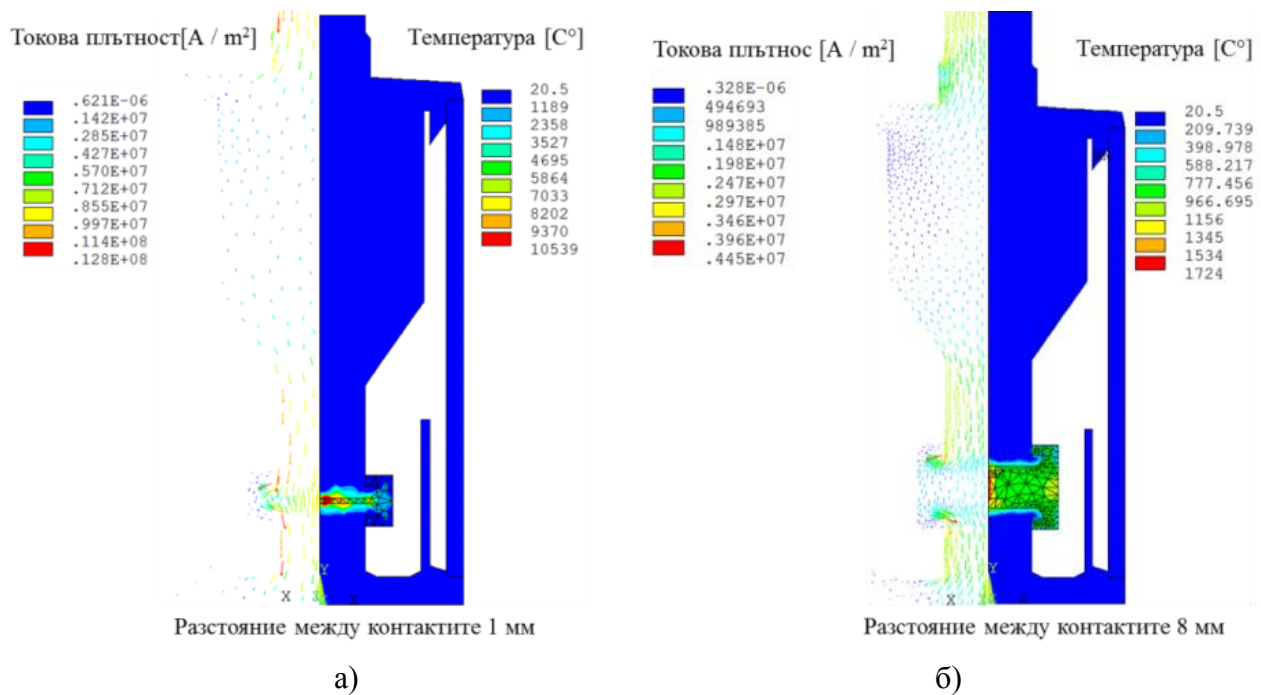 Токова плътност[A / m²]
Температура [C°]
.621E-06
.142E+07
.285E+07
.427E+07
.570E+07
.712E+07
.855E+07
.997E+07
.114E+08
.128E+08
20.5
1189
2358
3527
4695
5864
7033
8202
9370
10539
Y
X
X
Разстояние между контактите 1 мм
а)
Токова плътнос [A / m²]
Температура [C°]
.328E-06
494693
989385
.148E+07
.198E+07
.247E+07
.297E+07
.346E+07
.396E+07
.445E+07
20.5
209.739
398.978
588.217
777.456
966.695
1156
1345
1534
1724
Y
X
X
Разстояние между контактите 8 мм
б)